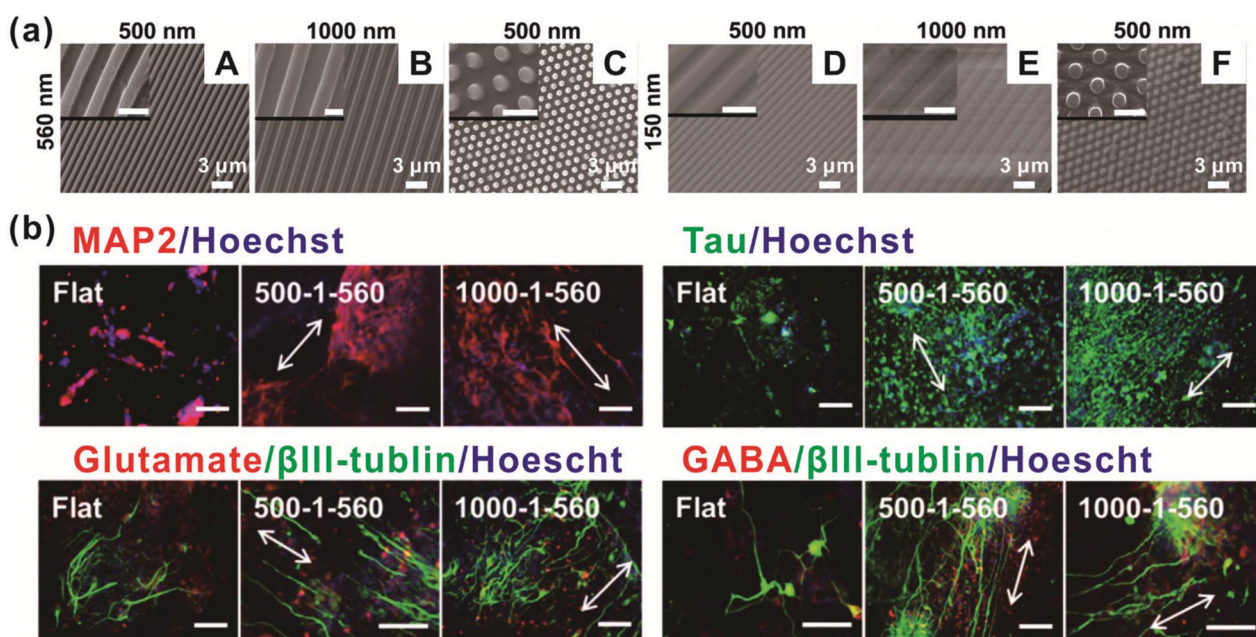 (a)
500 nm 1000 nm 500 nm 500 nm 1000 nm 500 nm
560 nm
A B C
150 nm
D E F
3 µm 3 µm 3 µm 3 µm 3 µm 3 µm
(b)
MAP2/Hoechst
Flat 500-1-560 1000-1-560
Tau/Hoechst
Flat 500-1-560 1000-1-560
Glutamate/βIII-tublin/Hoescht
Flat 500-1-560 1000-1-560
GABA/βIII-tublin/Hoescht
Flat 500-1-560 1000-1-560